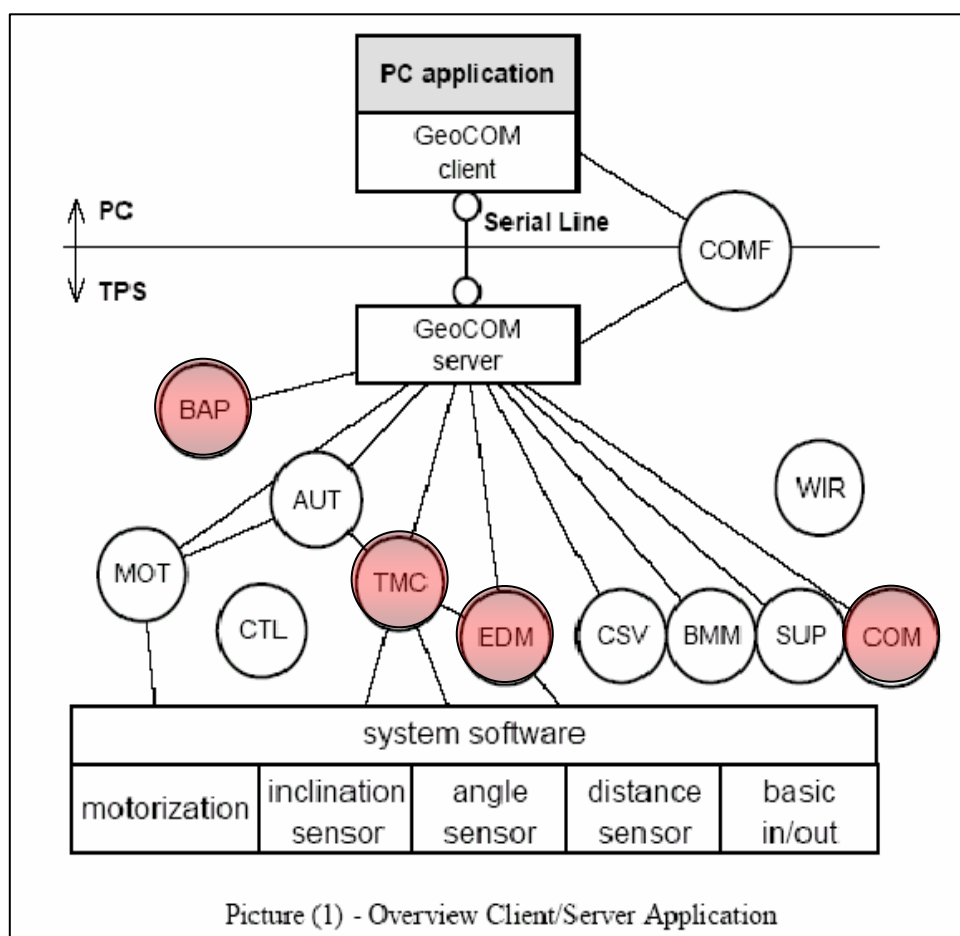 PC application
GeoCOM
client
PC
Serial Line
COMF
TPS
GeoCOM
server
BAP
AUT
WIR
MOT
TMC
CTL
EDM
CSV
BMM
SUP
COM
system software
motorization
inclination
sensor
angle
sensor
distance
sensor
basic
in/out
Picture (1) - Overview Client/Server Application